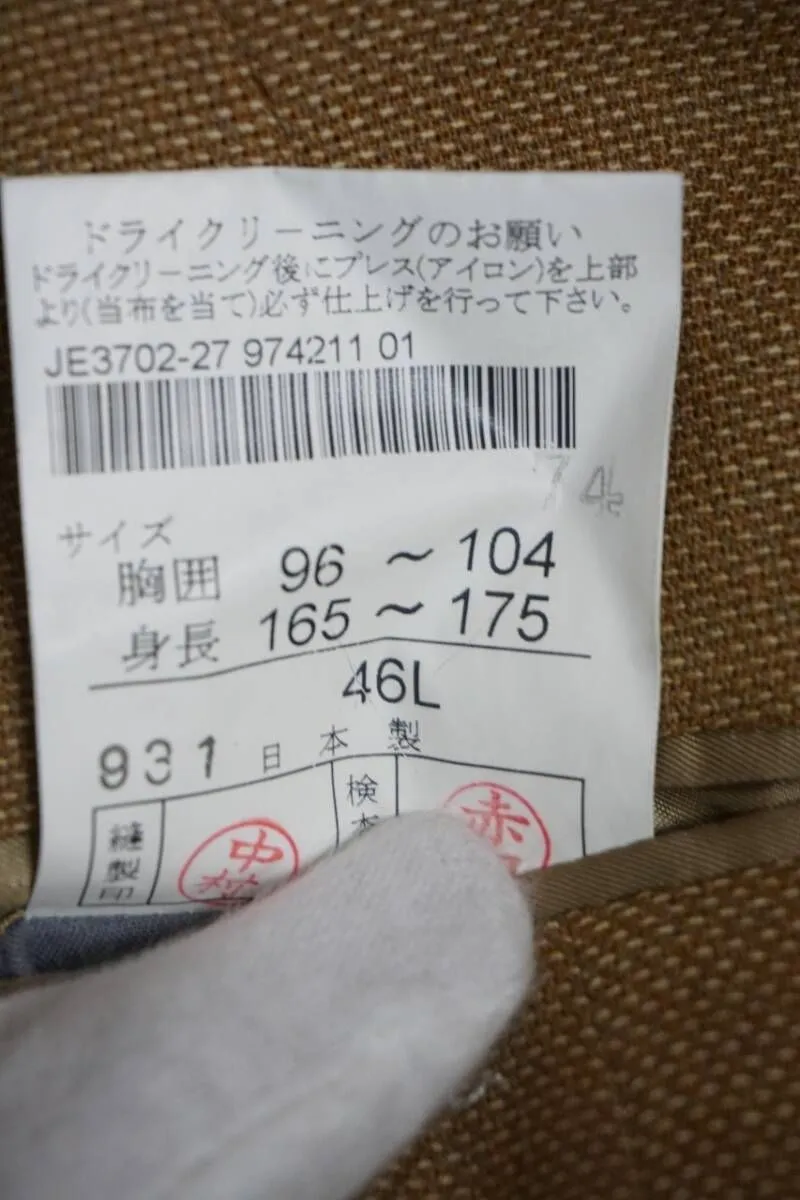 ドライクリーニングのお願い
ドライクリーニング後にプレス(アイロン)を上部
より(当布を当て)必ず仕上げを行って下さい。
JE3702-27 974211 01
74
サイズ
胸囲 96 ~ 104
身長 165 ~ 175
46L
931 日本製
縫製印 中村 検 赤